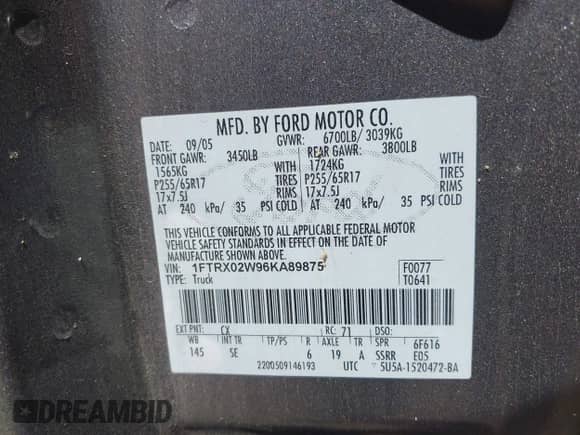 MFD. BY FORD MOTOR CO.
DATE: 09/05 GVWR: 6700LB/ 3039KG
FRONT GAWR: 3450LB REAR GAWR: 3800LB
1565KG WITH 1724KG WITH
P255/65R17 TIRES P255/65R17 TIRES
17x7.5J RIMS 17x7.5J RIMS
AT 240 kPa/ 35 PSI COLD AT 240 kPa/ 35 PSI COLD
THIS VEHICLE CONFORMS TO ALL APPLICABLE FEDERAL MOTOR
VEHICLE SAFETY STANDARDS IN EFFECT ON THE DATE OF
MANUFACTURE SHOWN ABOVE.
VIN: 1FTRX02W96KA89875 F0077
TYPE: Truck T0641
EXT PNT: CX RC: 71 DSO:
WB INT TR TP/PS R AXLE TR SPR 6F616
145 SE 6 19 A SSRR E05
2200509146193 UTC 5U5A-1520472-BA
DREAMBID